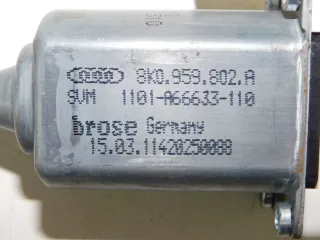 8K0.959.802.A
SVM 1101-A66633-110
brose Germany
15.03.11420250088